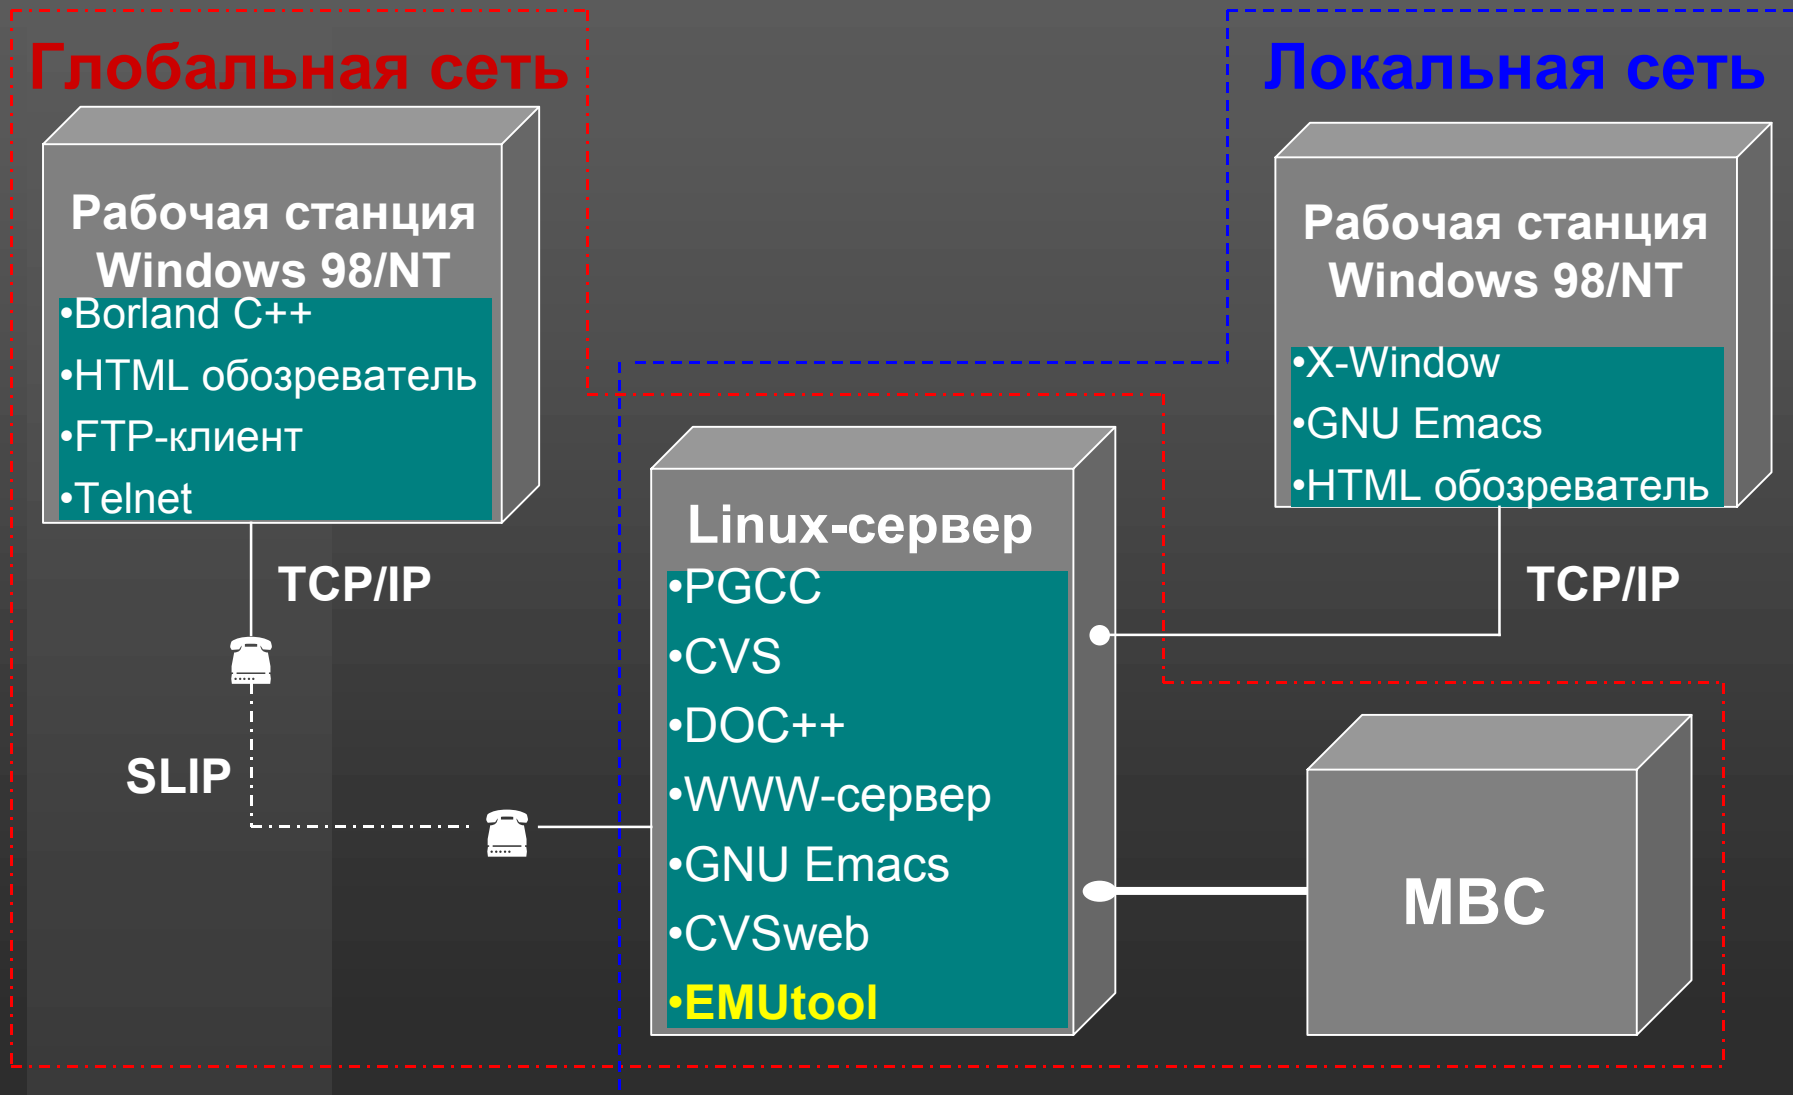 Глобальная сеть
Рабочая станция
Windows 98/NT
•Borland C++
•HTML обозреватель
•FTP-клиент
•Telnet
TCP/IP
SLIP
Linux-сервер
•PGCC
•CVS
•DOC++
•WWW-сервер
•GNU Emacs
•CVSweb
•EMUtool
Локальная сеть
Рабочая станция
Windows 98/NT
•X-Window
•GNU Emacs
•HTML обозреватель
TCP/IP
МВС